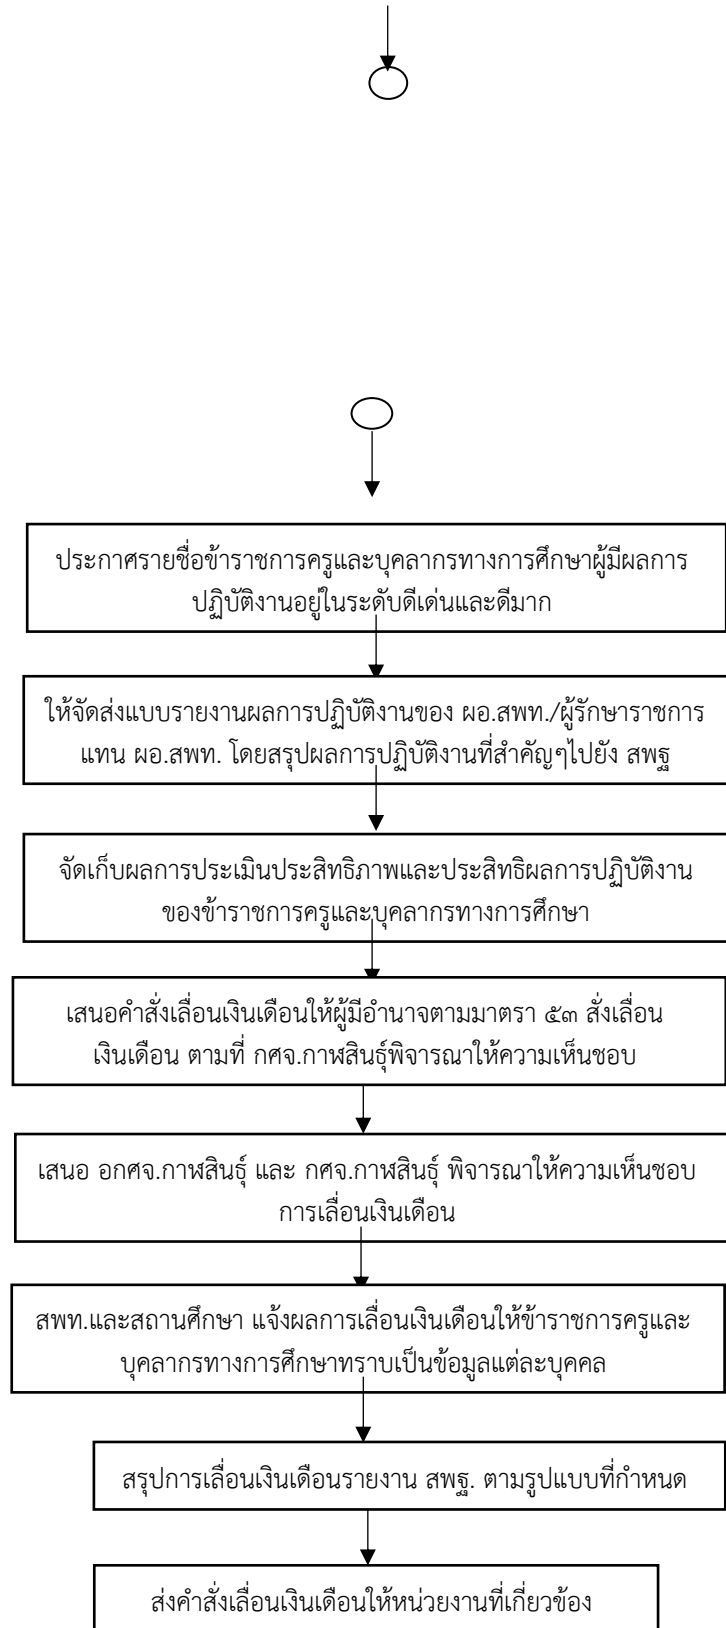 ประกาศรายชื่อข้าราชการครูและบุคลากรทางการศึกษาผู้มีผลการ
ปฏิบัติงานอยู่ในระดับดีเด่นและดีมาก
ให้จัดส่งแบบรายงานผลการปฏิบัติงานของ ผอ.สพท./ผู้รักษาราชการ
แทน ผอ.สพท. โดยสรุปผลการปฏิบัติงานที่สำคัญๆไปยัง สพฐ
จัดเก็บผลการประเมินประสิทธิภาพและประสิทธิผลการปฏิบัติงาน
ของข้าราชการครูและบุคลากรทางการศึกษา
เสนอคำสั่งเลื่อนเงินเดือนให้ผู้มีอำนาจตามมาตรา ๕๓ สั่งเลื่อน
เงินเดือน ตามที่ กศจ.กาฬสินธุ์พิจารณาให้ความเห็นชอบ
เสนอ อกศจ.กาฬสินธุ์ และ กศจ.กาฬสินธุ์ พิจารณาให้ความเห็นชอบ
การเลื่อนเงินเดือน
สพท.และสถานศึกษา แจ้งผลการเลื่อนเงินเดือนให้ข้าราชการครูและ
บุคลากรทางการศึกษาทราบเป็นข้อมูลแต่ละบุคคล
สรุปการเลื่อนเงินเดือนรายงาน สพฐ. ตามรูปแบบที่กำหนด
ส่งคำสั่งเลื่อนเงินเดือนให้หน่วยงานที่เกี่ยวข้อง